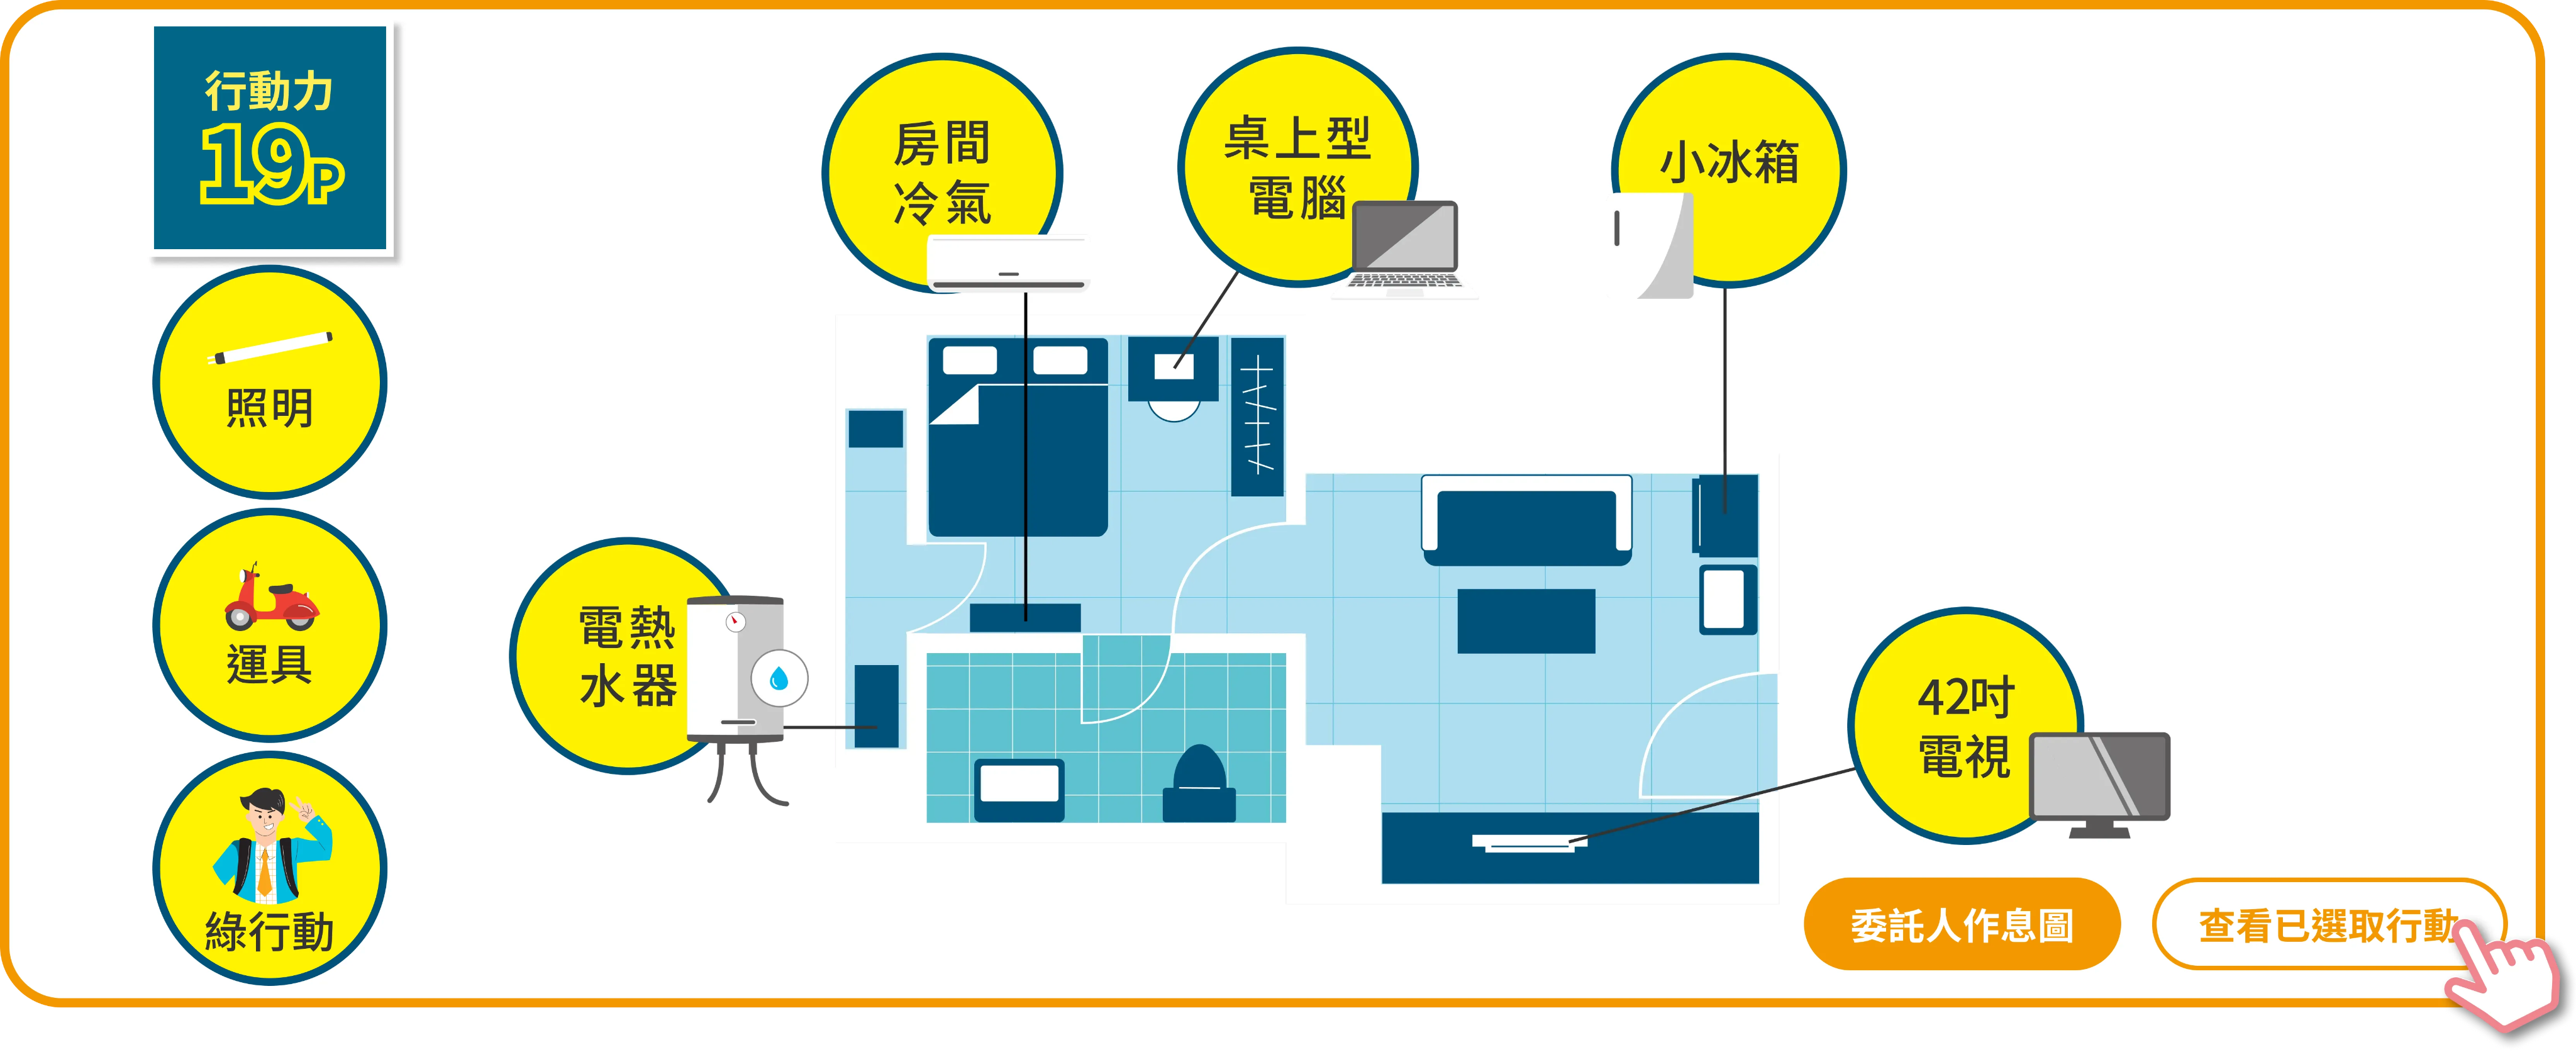 行動力
19P
照明
運具
綠行動
房間
冷氣
桌上型
電腦
小冰箱
電熱
水器
42吋
電視
委託人作息圖
查看已選取行動